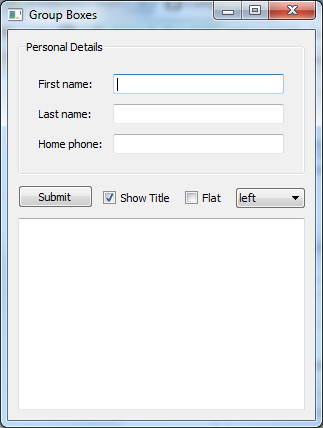 Group Boxes
Personal Details
First name:
Last name:
Home phone:
Submit Show Title Flat left